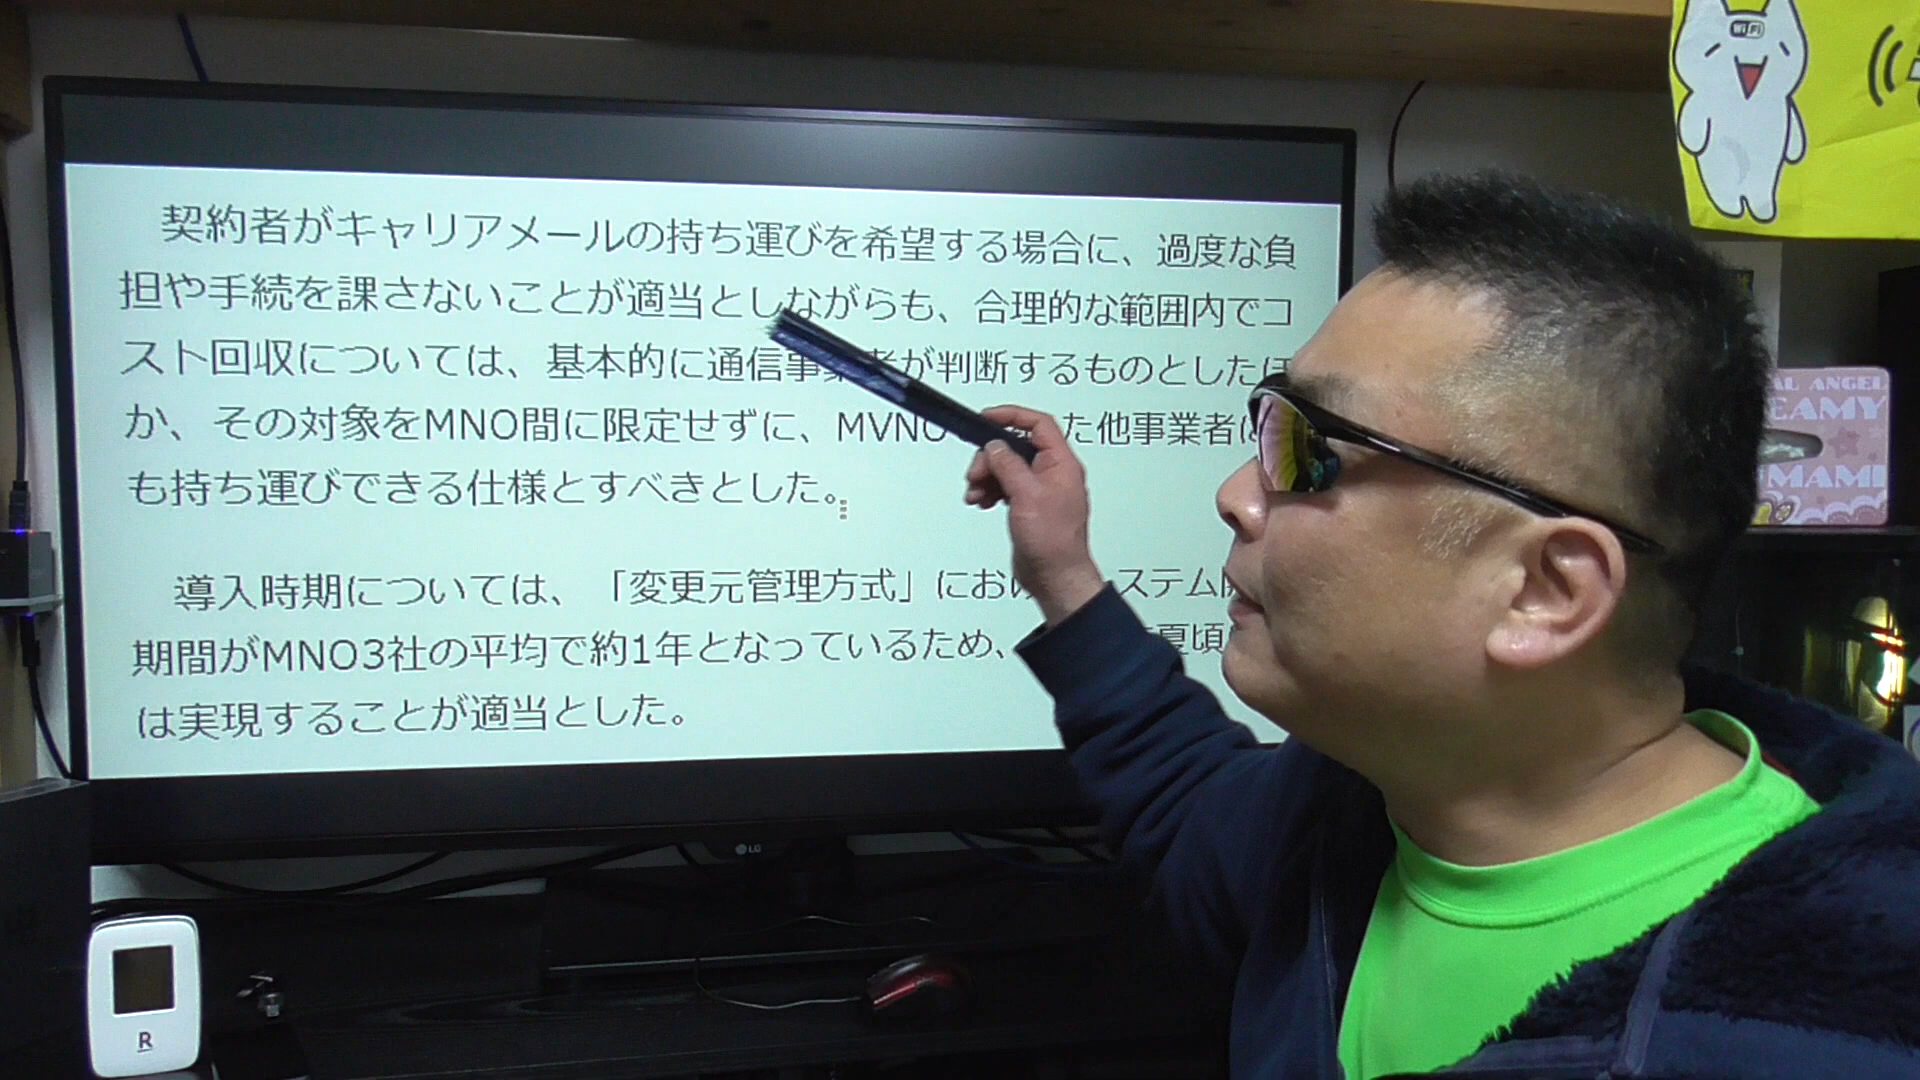 契約者がキャリアメールの持ち運びを希望する場合に、過度な負
担や手続を課さないことが適当としながらも、合理的な範囲内でコ
スト回収については、基本的に通信事業者が判断するものとしたほ
か、その対象をMNO間に限定せずに、MVNO た他事業者に
も持ち運びできる仕様とすべきとした。
導入時期については、「変更元管理方式」にお ステム開
期間がMNO3社の平均で約1年となっているため、 夏頃
は実現することが適当とした。
LG
R
WiFi
AL ANGEL
EAMY
MAMI